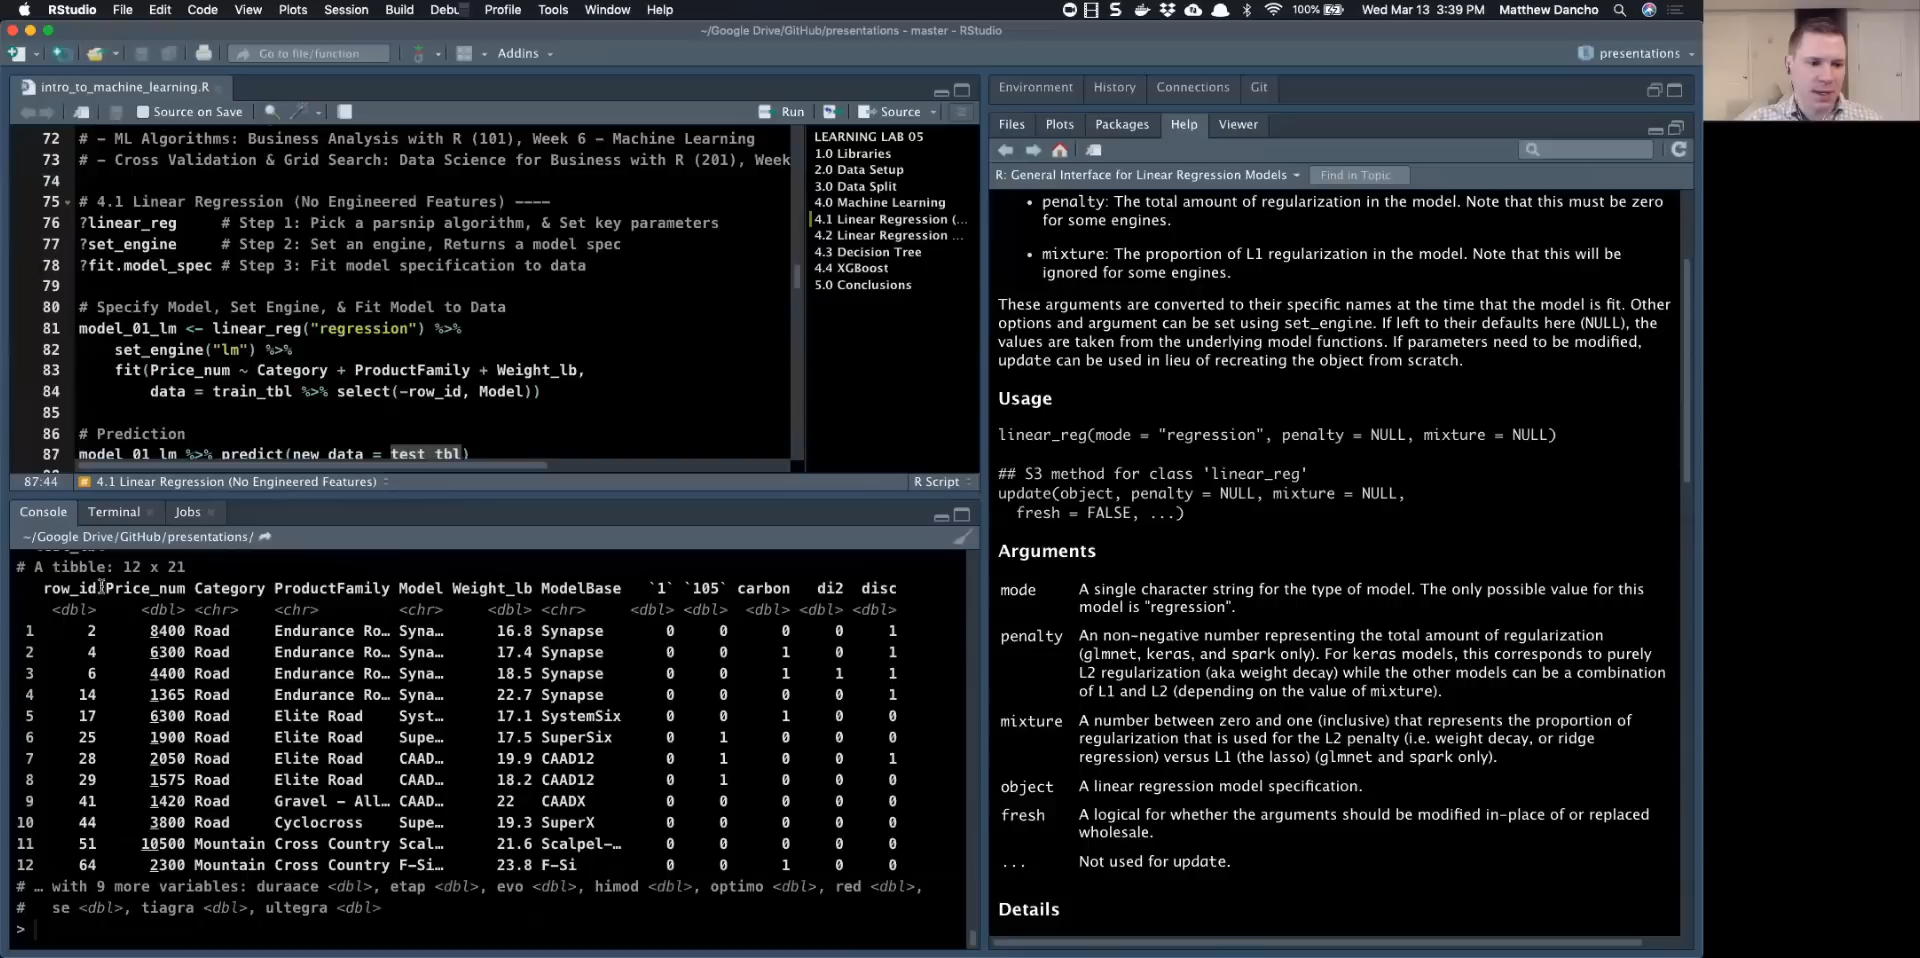 RStudio File Edit Code View Plots Session Build Debu Profile Tools Window Help 100% Wed Mar 13 3:39 PM Matthew Dancho
~/Google Drive/GitHub/presentations - master - RStudio
Go to file/function Addins presentations
intro_to_machine_learning.R
Source on Save Run Source
72 # - ML Algorithms: Business Analysis with R (101), Week 6 - Machine Learning
73 # - Cross Validation & Grid Search: Data Science for Business with R (201), Week
74
75 # 4.1 Linear Regression (No Engineered Features) ----
76 ?linear_reg # Step 1: Pick a parsnip algorithm, & Set key parameters
77 ?set_engine # Step 2: Set an engine, Returns a model spec
78 ?fit.model_spec # Step 3: Fit model specification to data
79
80 # Specify Model, Set Engine, & Fit Model to Data
81 model_01_lm <- linear_reg("regression") %>%
82 set_engine("lm") %>%
83 fit(Price_num ~ Category + ProductFamily + Weight_lb,
84 data = train_tbl %>% select(-row_id, Model))
85
86 # Prediction
87 model_01_lm %>% predict(new_data = test_tbl)
LEARNING LAB 05
1.0 Libraries
2.0 Data Setup
3.0 Data Split
4.0 Machine Learning
4.1 Linear Regression (...
4.2 Linear Regression ...
4.3 Decision Tree
4.4 XGBoost
5.0 Conclusions
87:44 4.1 Linear Regression (No Engineered Features) R Script
Console Terminal Jobs
~/Google Drive/GitHub/presentations/
# A tibble: 12 x 21
row_id Price_num Category ProductFamily Model Weight_lb ModelBase `1` `105` carbon di2 disc
<dbl> <dbl> <chr> <chr> <chr> <dbl> <chr> <dbl> <dbl> <dbl> <dbl> <dbl>
1 2 8400 Road Endurance Ro… Syna… 16.8 Synapse 0 0 0 0 1
2 4 6300 Road Endurance Ro… Syna… 17.4 Synapse 0 0 1 0 1
3 6 4400 Road Endurance Ro… Syna… 18.5 Synapse 0 0 1 1 1
4 14 1365 Road Endurance Ro… Syna… 22.7 Synapse 0 0 0 0 1
5 17 6300 Road Elite Road Syst… 17.1 SystemSix 0 0 1 0 0
6 25 1900 Road Elite Road Supe… 17.5 SuperSix 0 1 0 0 0
7 28 2050 Road Elite Road CAAD… 19.9 CAAD12 0 1 0 0 1
8 29 1575 Road Elite Road CAAD… 18.2 CAAD12 0 1 0 0 0
9 41 1420 Road Gravel - All… CAAD… 22 CAADX 0 0 0 0 0
10 44 3800 Road Cyclocross Supe… 19.3 SuperX 0 0 0 0 0
11 51 10500 Mountain Cross Country Scal… 21.6 Scalpel-… 0 0 0 0 0
12 64 2300 Mountain Cross Country F-Si… 23.8 F-Si 0 0 1 0 0
# … with 9 more variables: duraace <dbl>, etap <dbl>, evo <dbl>, himod <dbl>, optimo <dbl>, red <dbl>,
# se <dbl>, tiagra <dbl>, ultegra <dbl>
>
Environment History Connections Git
Files Plots Packages Help Viewer
R: General Interface for Linear Regression Models Find in Topic
• penalty: The total amount of regularization in the model. Note that this must be zero
for some engines.
• mixture: The proportion of L1 regularization in the model. Note that this will be
ignored for some engines.
These arguments are converted to their specific names at the time that the model is fit. Other
options and argument can be set using set_engine. If left to their defaults here (NULL), the
values are taken from the underlying model functions. If parameters need to be modified,
update can be used in lieu of recreating the object from scratch.
Usage
linear_reg(mode = "regression", penalty = NULL, mixture = NULL)
## S3 method for class 'linear_reg'
update(object, penalty = NULL, mixture = NULL,
fresh = FALSE, ...)
Arguments
mode A single character string for the type of model. The only possible value for this
model is "regression".
penalty An non-negative number representing the total amount of regularization
(glmnet, keras, and spark only). For keras models, this corresponds to purely
L2 regularization (aka weight decay) while the other models can be a combination
of L1 and L2 (depending on the value of mixture).
mixture A number between zero and one (inclusive) that represents the proportion of
regularization that is used for the L2 penalty (i.e. weight decay, or ridge
regression) versus L1 (the lasso) (glmnet and spark only).
object A linear regression model specification.
fresh A logical for whether the arguments should be modified in-place of or replaced
wholesale.
... Not used for update.
Details